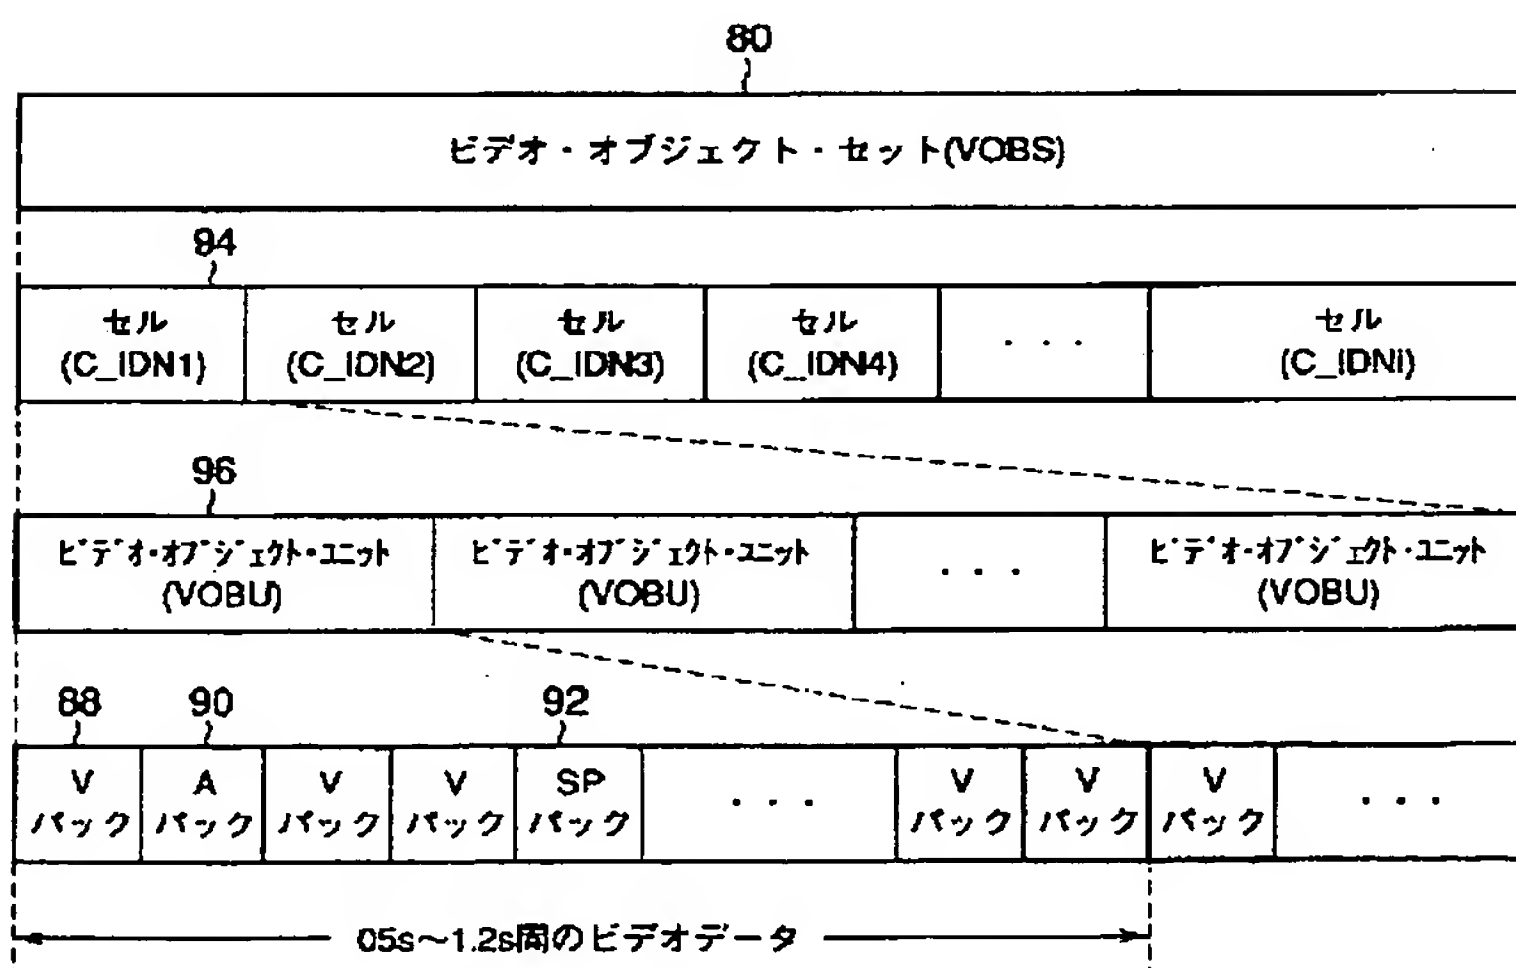 80
ビデオ・オブジェクト・セット(VOBS)
94
セル セル セル セル セル
(C_IDN1) (C_IDN2) (C_IDN3) (C_IDN4) · · · (C_IDNi)
96
ビデオ・オブジェクト・ユニット ビデオ・オブジェクト・ユニット ビデオ・オブジェクト・ユニット
(VOBU) (VOBU) · · · (VOBU)
88 90 92
V A V V SP V V V
パック パック パック パック パック · · · パック パック パック · · ·
05s～1.2s間のビデオデータ